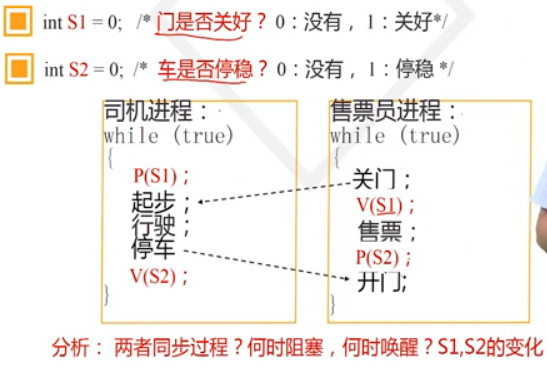 int S1 = 0; /* 门是否关好？ 0：没有，1：关好*/
int S2 = 0; /* 车是否停稳？ 0：没有，1：停稳 */
司机进程：
while (true)
{
P(S1)；
起步；
行驶；
停车
V(S2)；
}
售票员进程：
while (true)
{
关门；
V(S1)；
售票；
P(S2)；
开门;
}
分析： 两者同步过程？何时阻塞，何时唤醒？S1,S2的变化